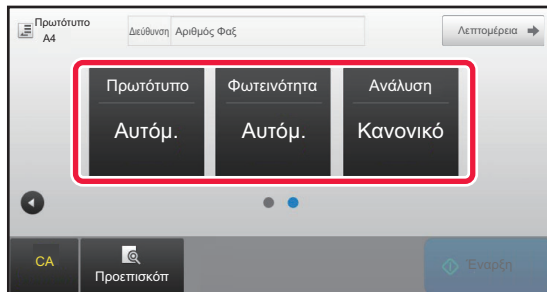 Πρωτότυπο
A4
Διεύθυνση Αριθμός Φαξ
Λεπτομέρεια
Πρωτότυπο Φωτεινότητα Ανάλυση
Αυτόμ. Αυτόμ. Κανονικό
CA
Προεπισκόπ
Έναρξη